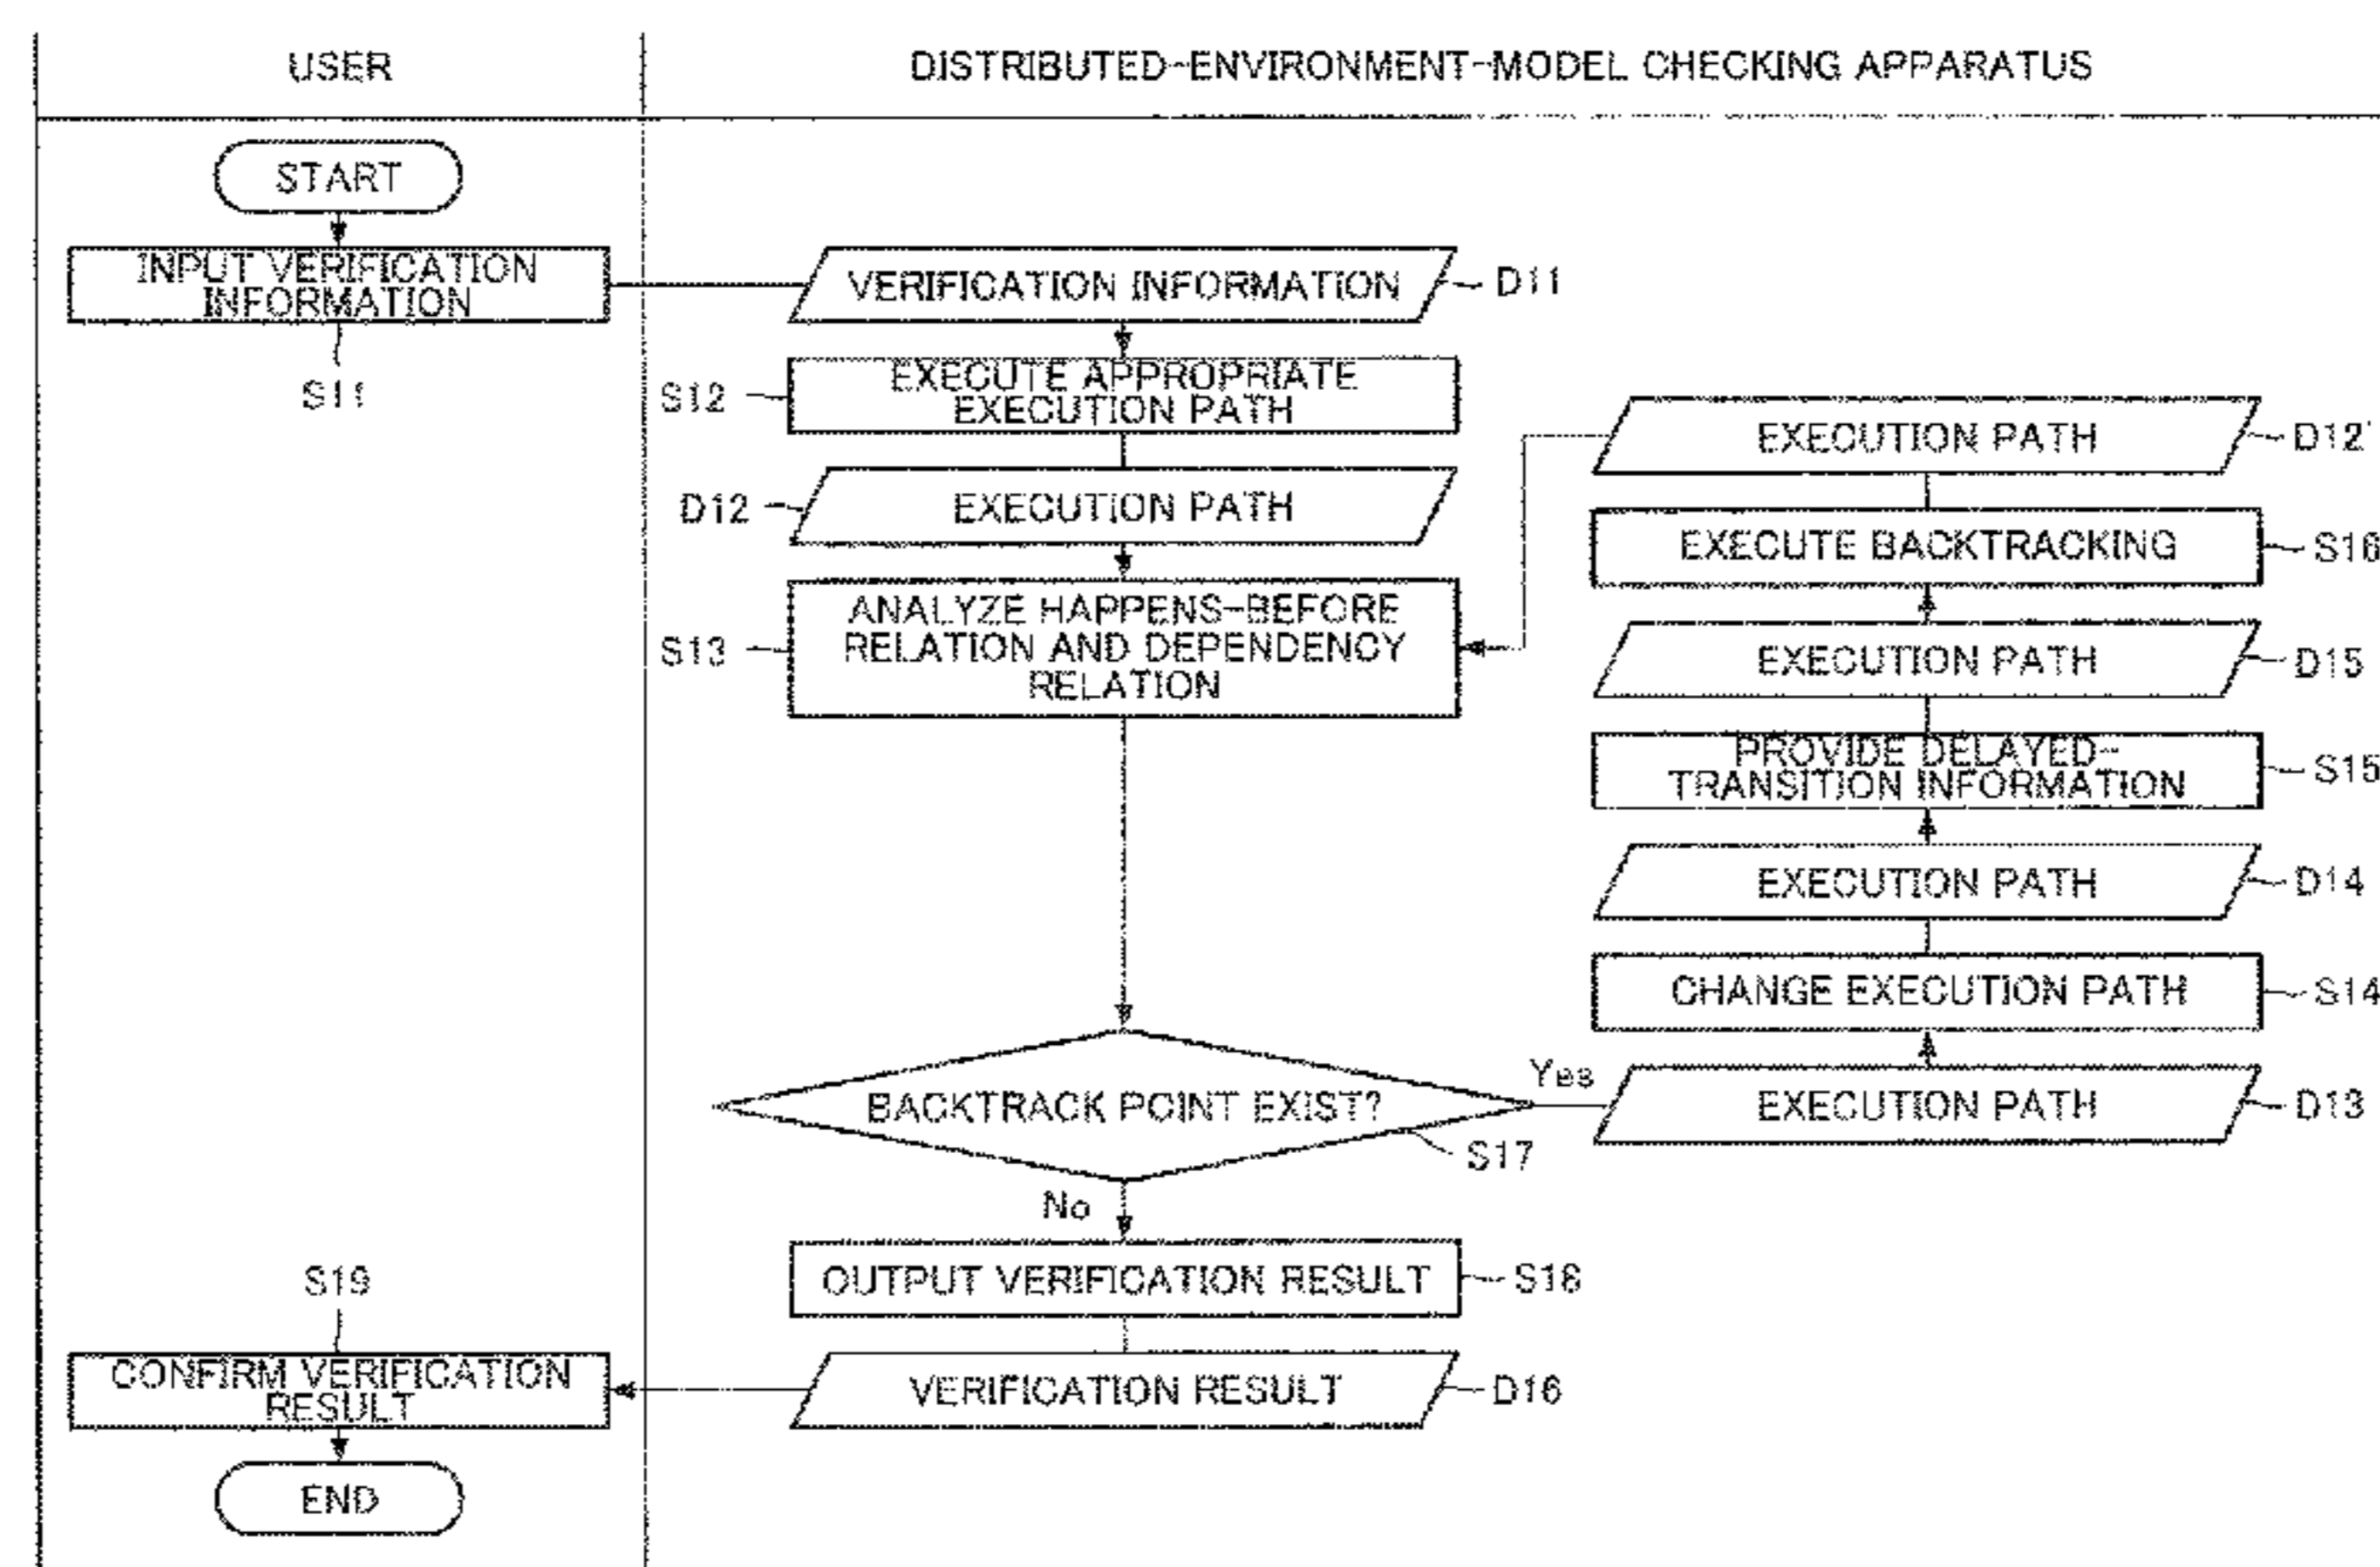 USER
DISTRIBUTED-ENVIRONMENT-MODEL CHECKING APPARATUS
START
INPUT VERIFICATION
INFORMATION
S11
VERIFICATION INFORMATION
D11
S12
EXECUTE APPROPRIATE
EXECUTION PATH
D12
EXECUTION PATH
S13
ANALYZE HAPPENS-BEFORE
RELATION AND DEPENDENCY
RELATION
EXECUTION PATH
D12'
EXECUTE BACKTRACKING
S16
EXECUTION PATH
D15
PROVIDE DELAYED-
TRANSITION INFORMATION
S15
EXECUTION PATH
D14
CHANGE EXECUTION PATH
S14
EXECUTION PATH
D13
BACKTRACK POINT EXIST?
Yes
S17
No
OUTPUT VERIFICATION RESULT
S18
S19
CONFIRM VERIFICATION
RESULT
VERIFICATION RESULT
D16
END